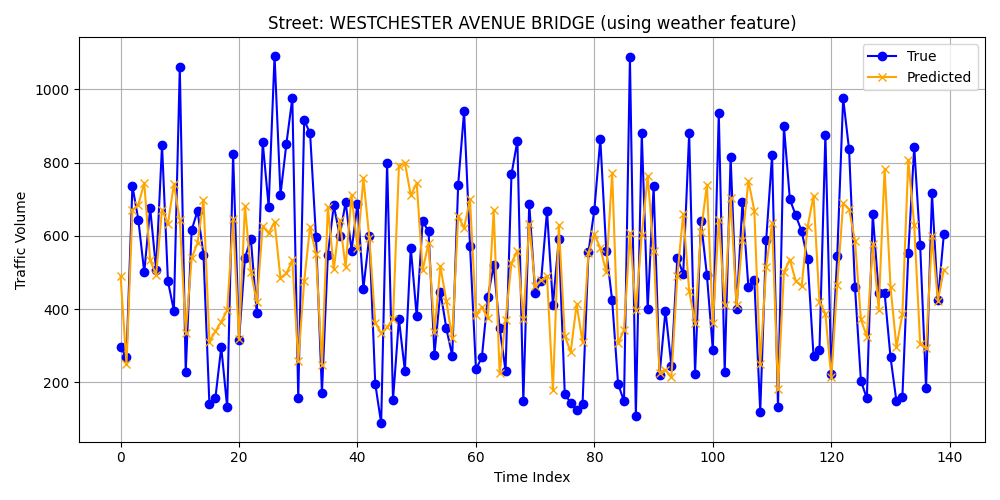 Street: WESTCHESTER AVENUE BRIDGE (using weather feature)
True
Predicted
Traffic Volume
1000
800
600
400
200
0 20 40 60 80 100 120 140
Time Index